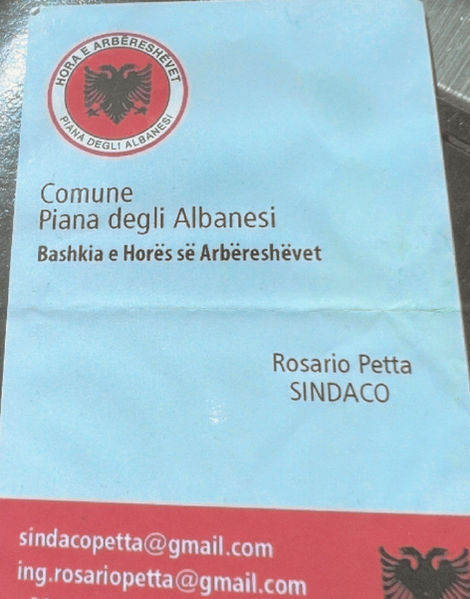 HORA E ARBËRESHËVET
PIANA DEGLI ALBANESI
Comune
Piana degli Albanesi
Bashkia e Horës së Arbëreshëvet
Rosario Petta
SINDACO
sindacopetta@gmail.com
ing.rosariopetta@gmail.com